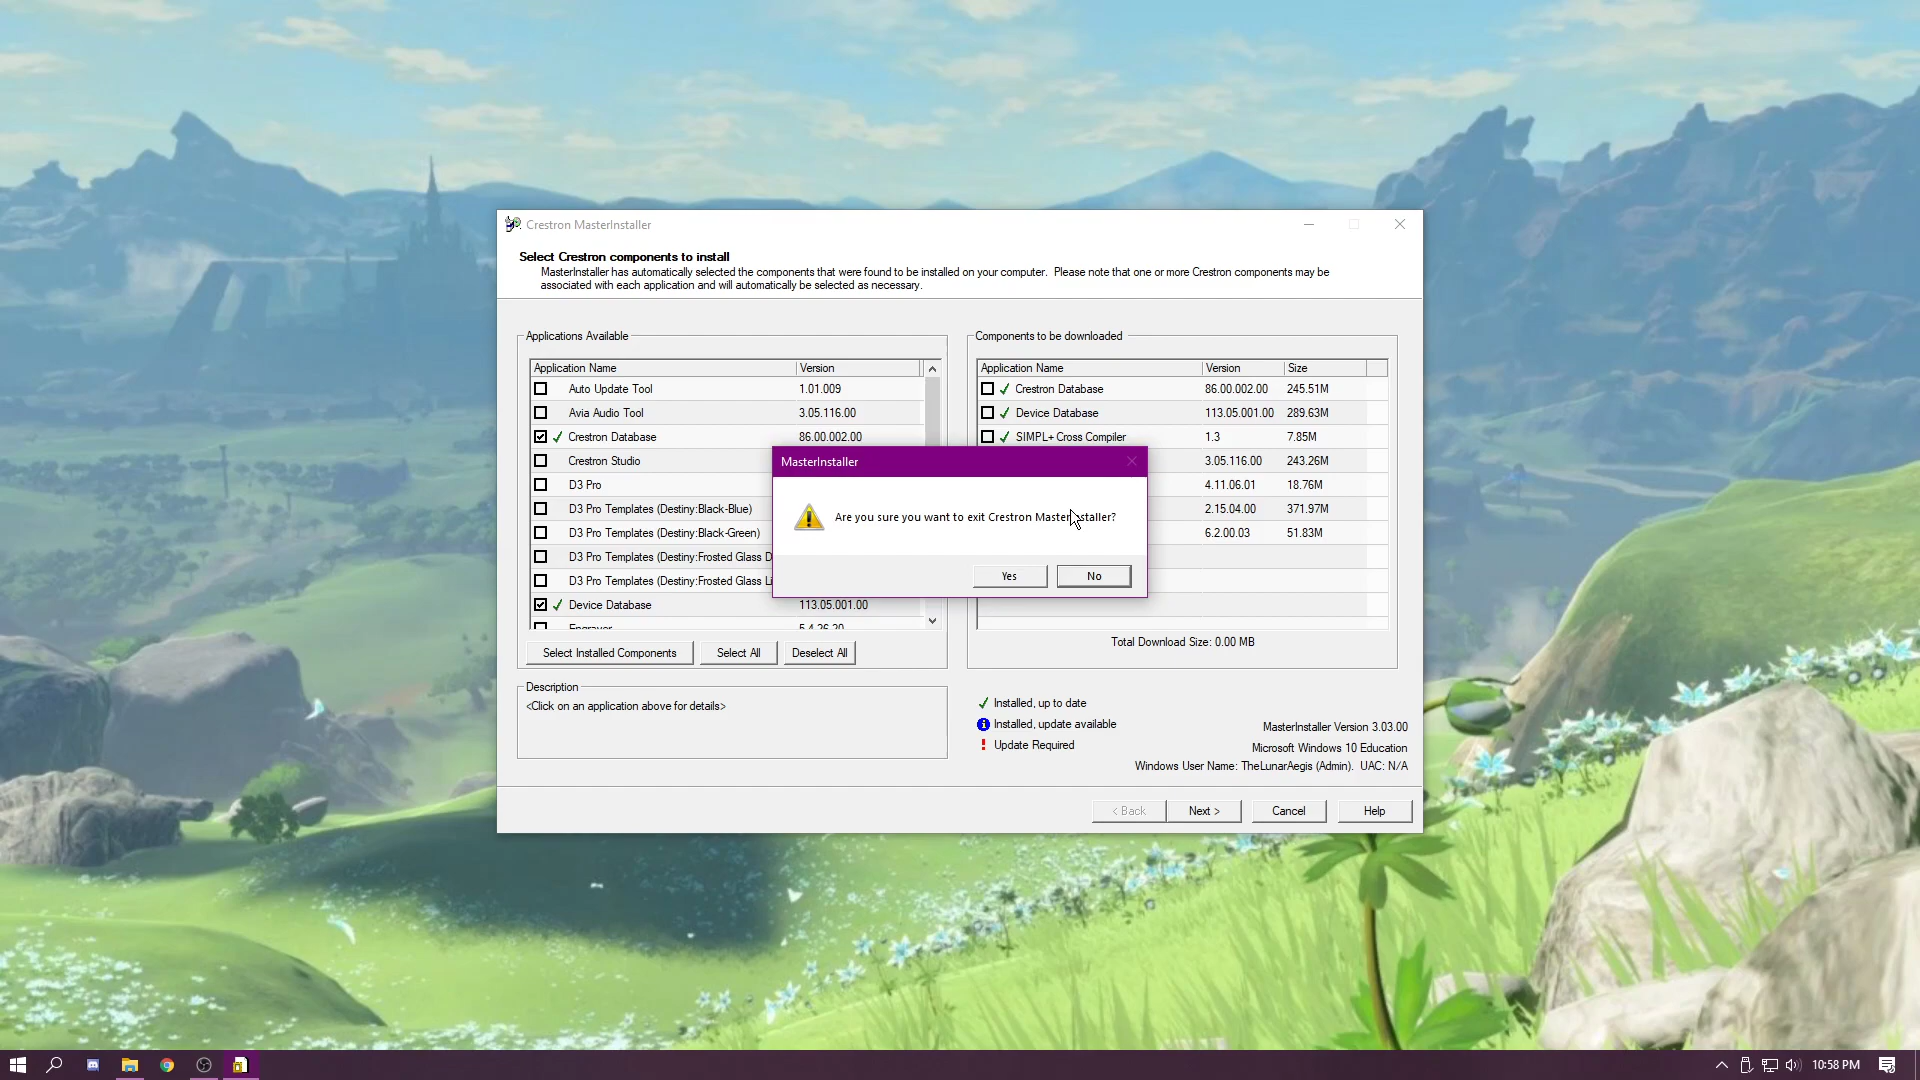 Crestron MasterInstaller
Select Crestron components to install
MasterInstaller has automatically selected the components that were found to be installed on your computer. Please note that one or more Crestron components may be
associated with each application and will automatically be selected as necessary.
Applications Available
Application Name Version
Auto Update Tool 1.01.009
Avia Audio Tool 3.05.116.00
Crestron Database 86.00.002.00
Crestron Studio
D3 Pro
D3 Pro Templates (Destiny:Black-Blue)
D3 Pro Templates (Destiny:Black-Green)
D3 Pro Templates (Destiny:Frosted Glass D
D3 Pro Templates (Destiny:Frosted Glass Li
Device Database 113.05.001.00
Engraver 5.4.26.20
Select Installed Components Select All Deselect All
Components to be downloaded
Application Name Version Size
Crestron Database 86.00.002.00 245.51M
Device Database 113.05.001.00 289.63M
SIMPL+ Cross Compiler 1.3 7.85M
3.05.116.00 243.26M
4.11.06.01 18.76M
2.15.04.00 371.97M
6.2.00.03 51.83M
Total Download Size: 0.00 MB
MasterInstaller
Are you sure you want to exit Crestron MasterInstaller?
Yes No
Description
<Click on an application above for details>
Installed, up to date
Installed, update available
Update Required
MasterInstaller Version 3.03.00
Microsoft Windows 10 Education
Windows User Name: TheLunarAegis (Admin). UAC: N/A
< Back Next > Cancel Help
10:58 PM